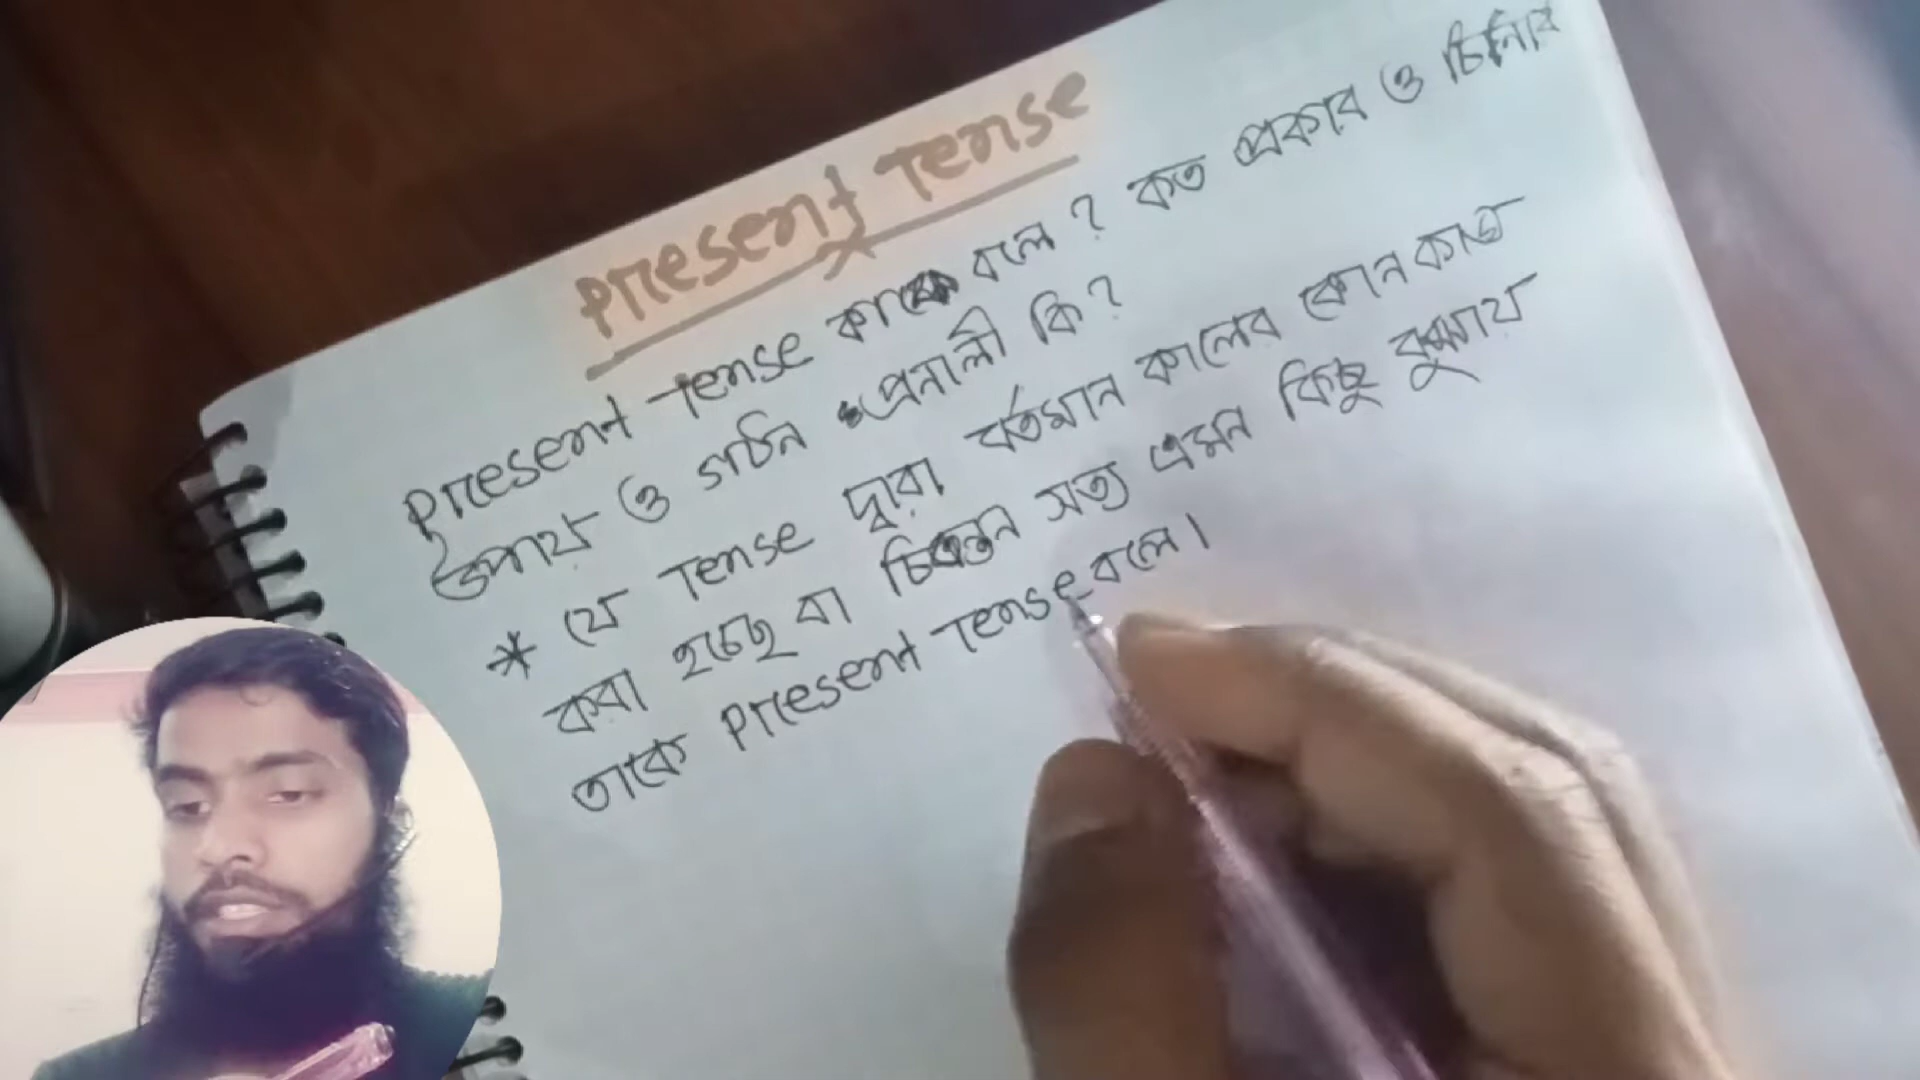 Present Tense
Present Tense কাকে বলে ? কত প্রকার ও চিনিবার
উপায় ও গঠন প্রনালী কি ?
* যে Tense দ্বারা বর্তমান কালের কোন কাজ
করা হচ্ছে বা চিরন্তন সত্য এমন কিছু বুঝায়
তাকে Present Tense বলে।